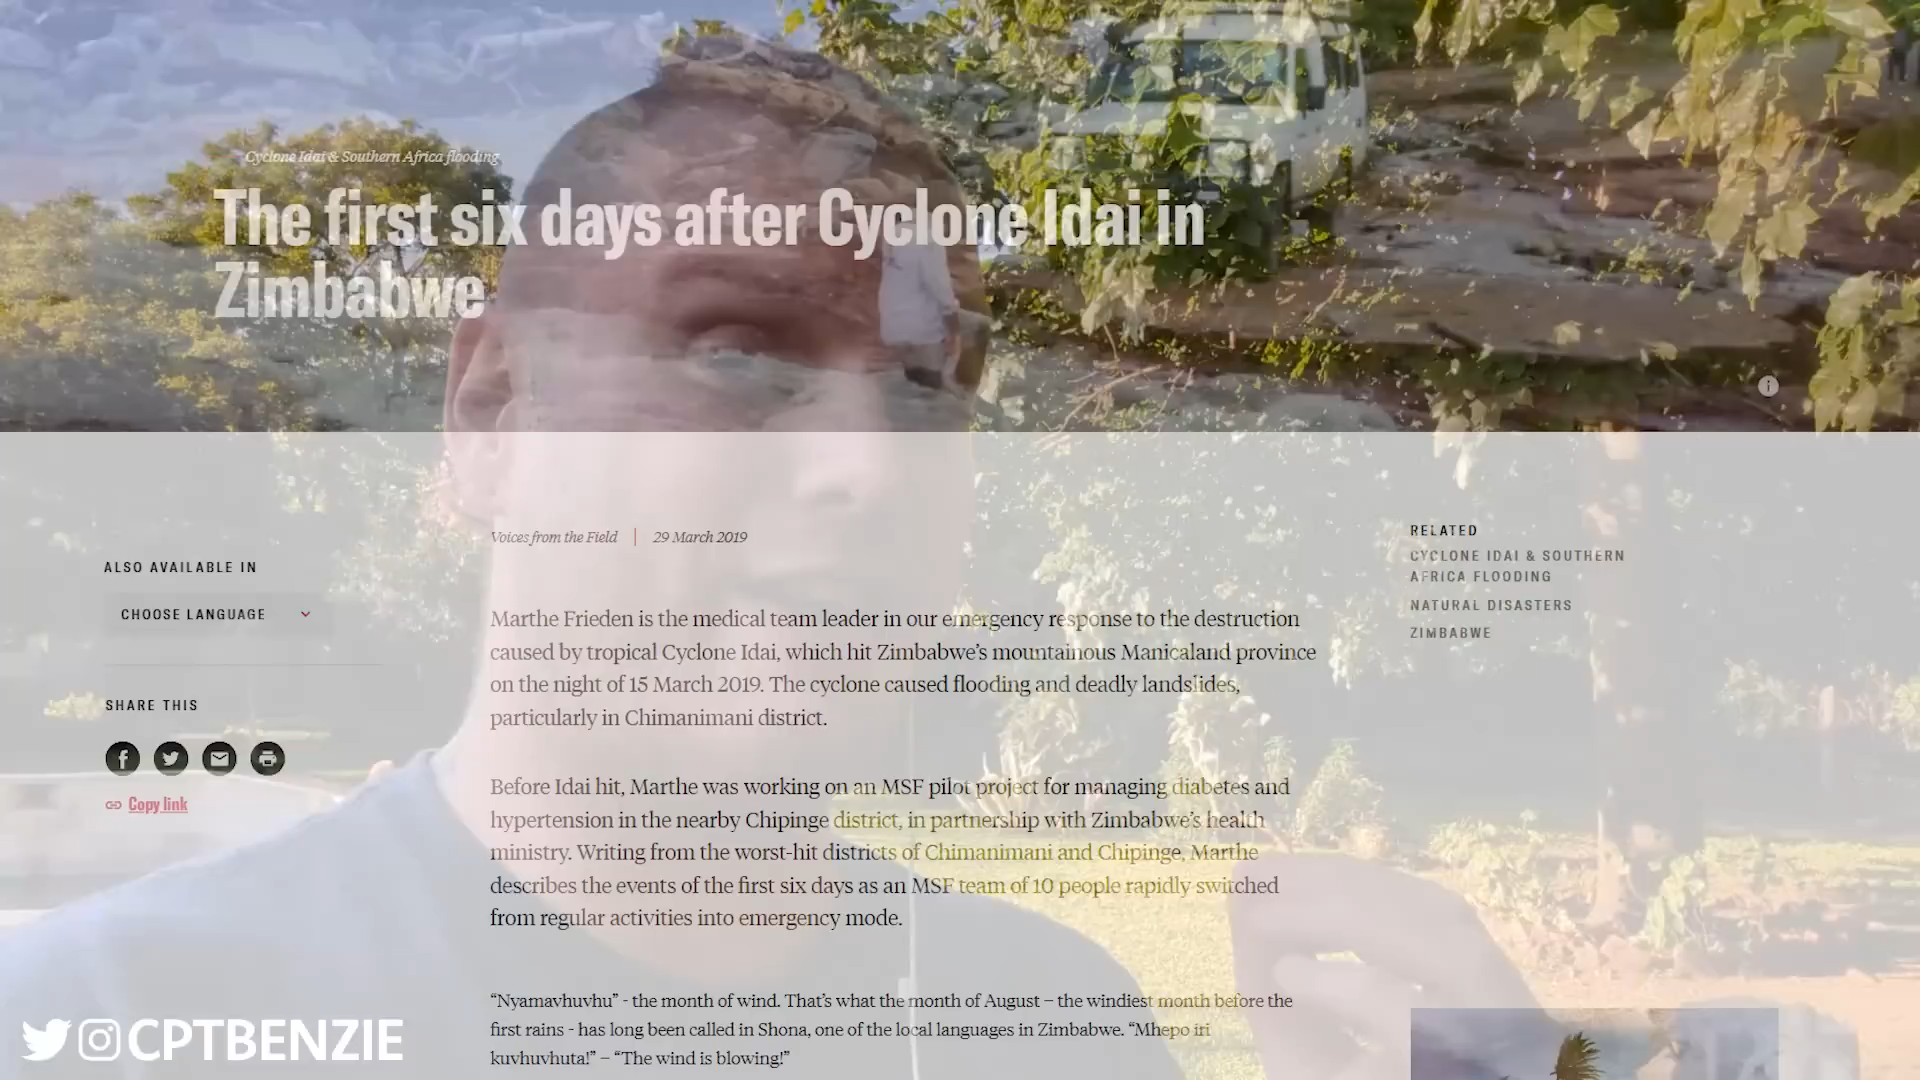 Cyclone Idai & Southern Africa flooding
The first six days after Cyclone Idai in
Zimbabwe
Voices from the Field | 29 March 2019
RELATED
CYCLONE IDAI & SOUTHERN
AFRICA FLOODING
NATURAL DISASTERS
ZIMBABWE
ALSO AVAILABLE IN
CHOOSE LANGUAGE
SHARE THIS
Copy link
Marthe Frieden is the medical team leader in our emergency response to the destruction
caused by tropical Cyclone Idai, which hit Zimbabwe’s mountainous Manicaland province
on the night of 15 March 2019. The cyclone caused flooding and deadly landslides,
particularly in Chimanimani district.
Before Idai hit, Marthe was working on an MSF pilot project for managing diabetes and
hypertension in the nearby Chipinge district, in partnership with Zimbabwe’s health
ministry. Writing from the worst-hit districts of Chimanimani and Chipinge, Marthe
describes the events of the first six days as an MSF team of 10 people rapidly switched
from regular activities into emergency mode.
“Nyamavhuvhu” - the month of wind. That’s what the month of August – the windiest month before the
first rains - has long been called in Shona, one of the local languages in Zimbabwe. “Mhepo iri
kuvhuvhuta!” – “The wind is blowing!”
CPTBENZIE